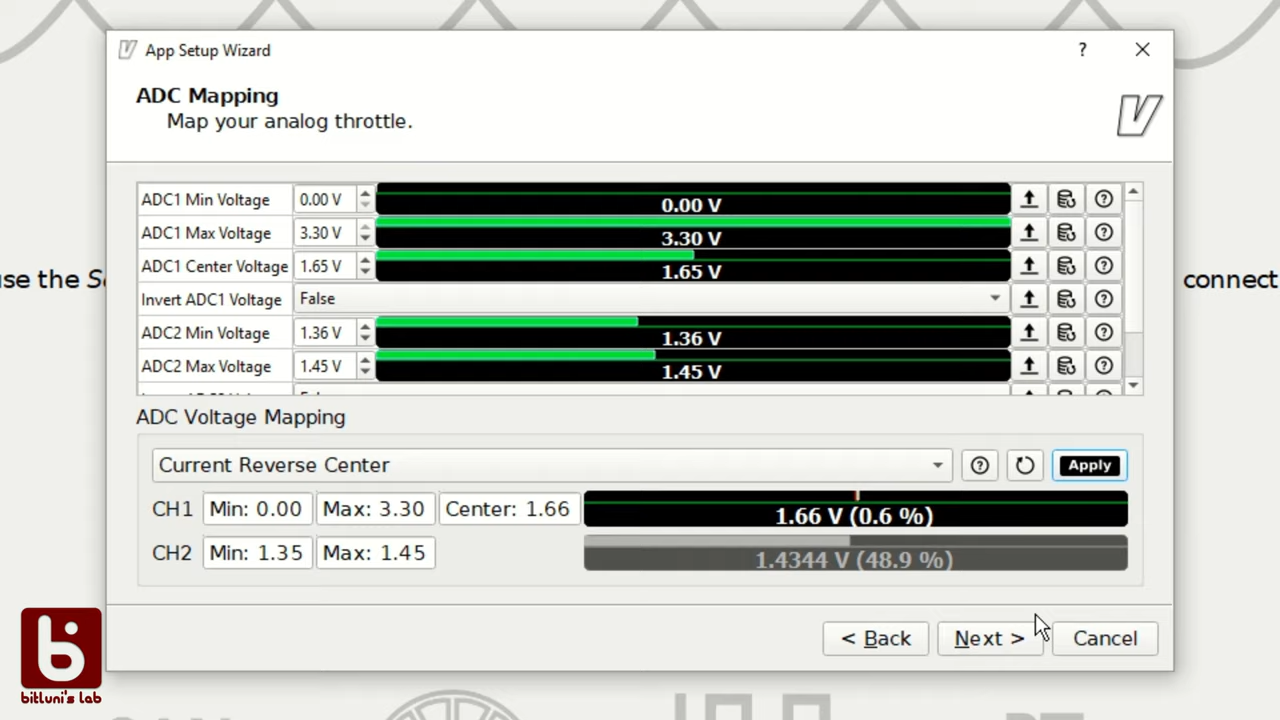 App Setup Wizard
?
ADC Mapping
Map your analog throttle.
ADC1 Min Voltage 0.00 V 0.00 V
ADC1 Max Voltage 3.30 V 3.30 V
ADC1 Center Voltage 1.65 V 1.65 V
Invert ADC1 Voltage False
ADC2 Min Voltage 1.36 V 1.36 V
ADC2 Max Voltage 1.45 V 1.45 V
use the
connect
ADC Voltage Mapping
Current Reverse Center Apply
CH1 Min: 0.00 Max: 3.30 Center: 1.66 1.66 V (0.6 %)
CH2 Min: 1.35 Max: 1.45 1.4344 V (48.9 %)
< Back Next > Cancel
b
bitluni's lab